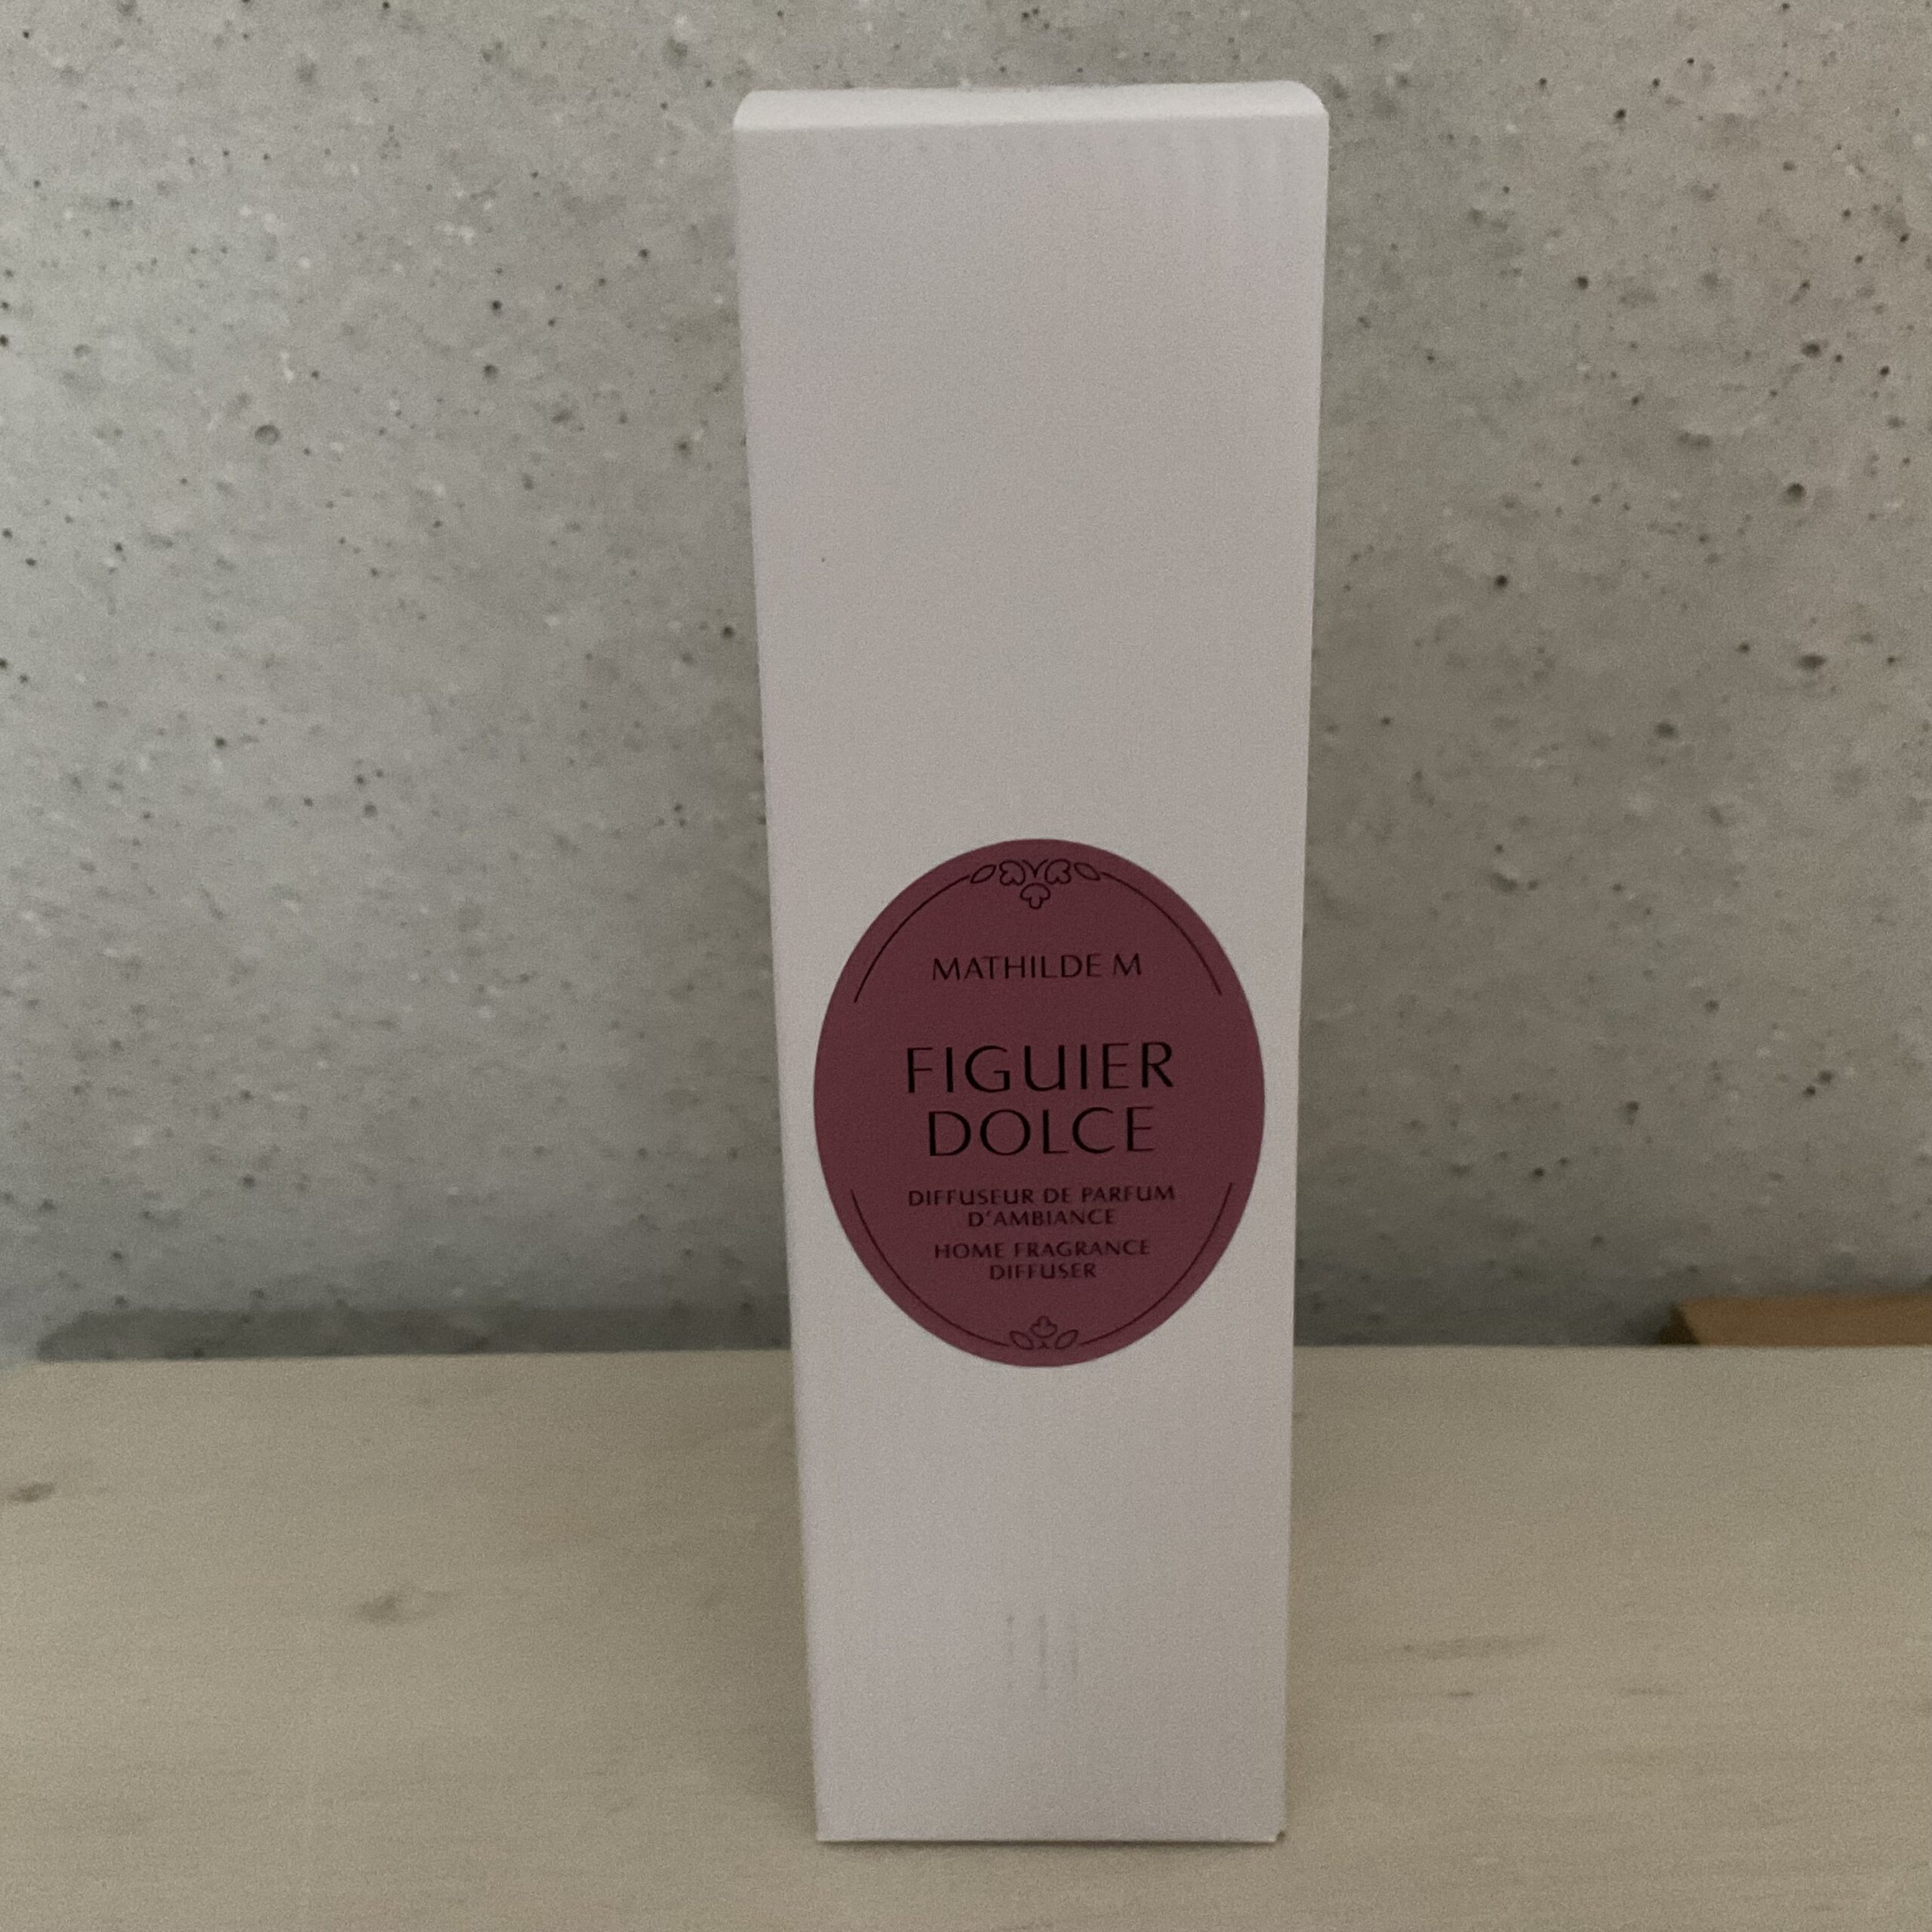 MATHILDE M
FIGUIER
DOLCE
DIFFUSEUR DE PARFUM
D'AMBIANCE
HOME FRAGRANCE
DIFFUSER